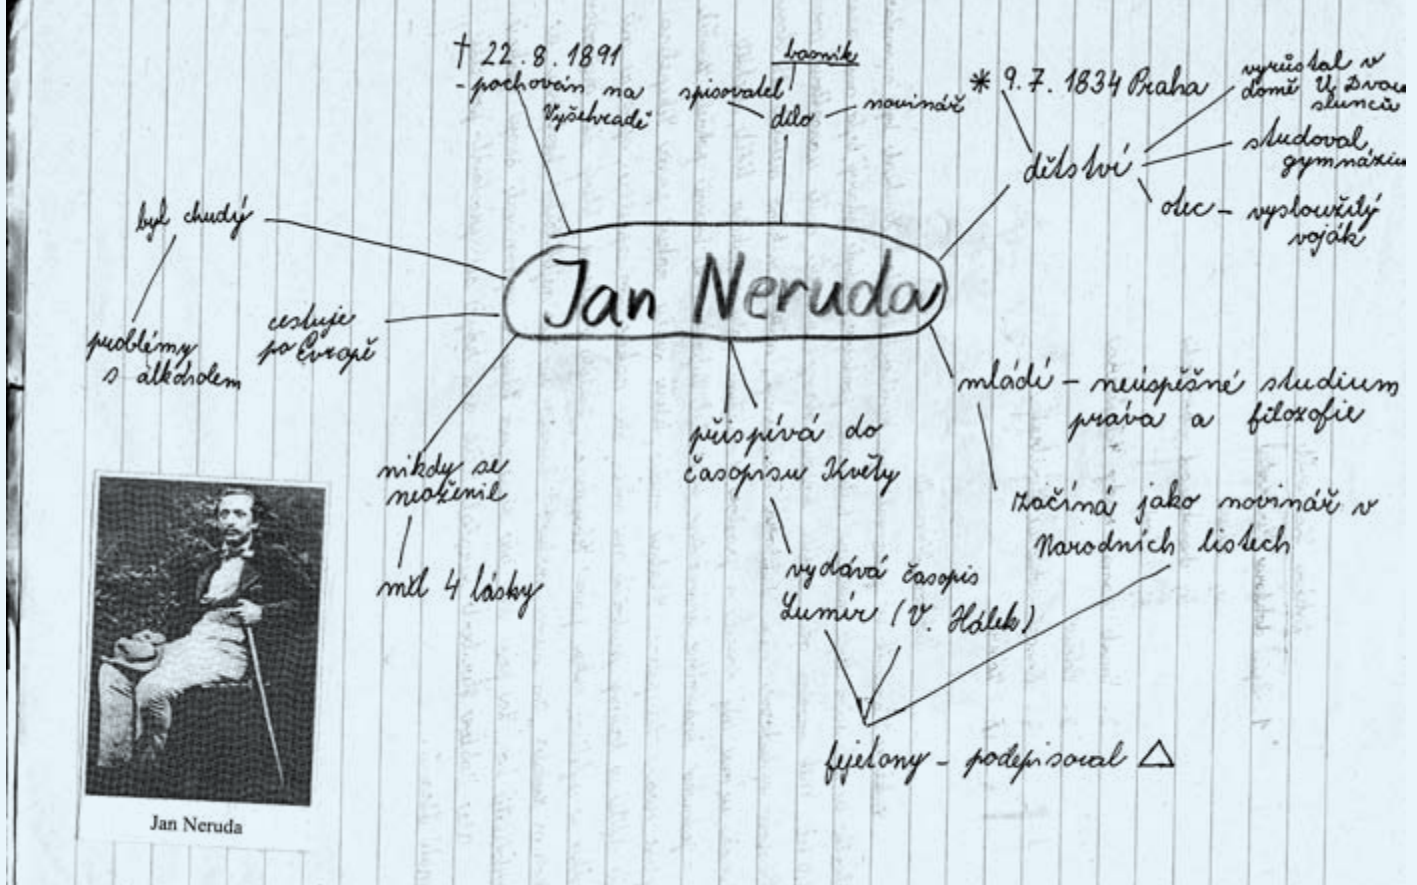 † 22. 8. 1891
- pochován na
Vyšehradě
basník
spisovatel
dílo
novinář
* 9. 7. 1834 Praha
dětství
vyrůstal v
domě U Dvou
slunců
studoval
gymnázium
otec - vysloužilý
voják
byl chudý
problémy
s alkoholem
cestuje
po Evropě
Jan Neruda
nikdy se
neoženil
měl 4 lásky
přispívá do
časopisu Květy
vydává časopis
Lumír (V. Hálek)
mládí - neúspěšné studium
práva a filozofie
začíná jako novinář v
Narodních listech
fejetony - podepisoval △
Jan Neruda